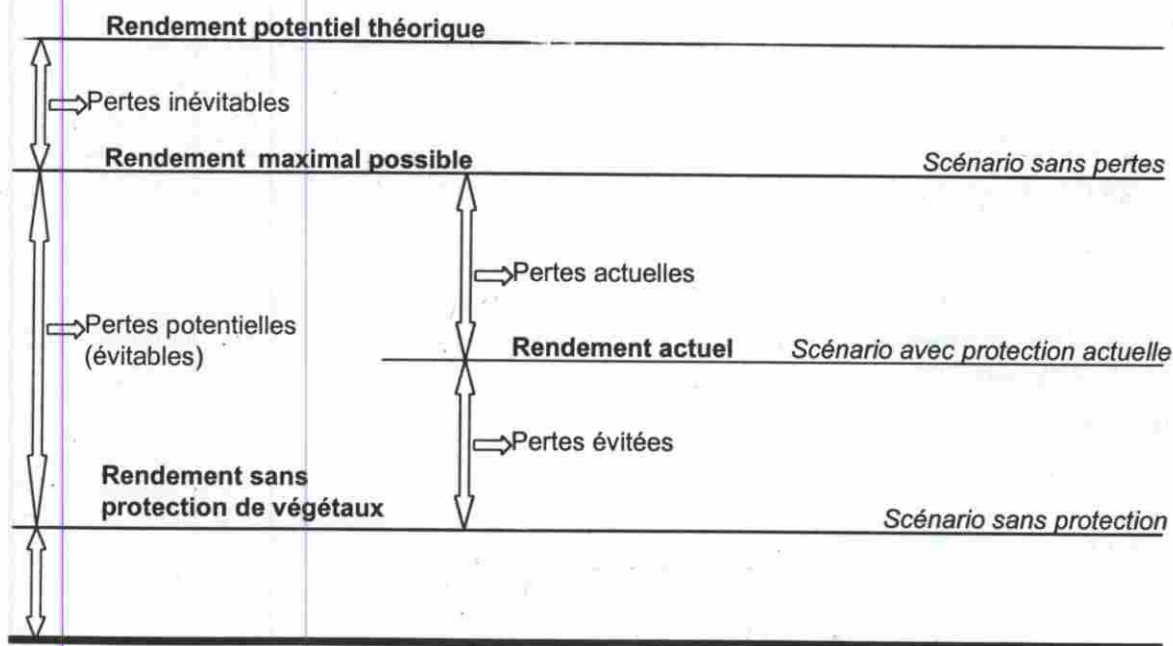 Rendement potentiel théorique
Pertes inévitables
Rendement maximal possible
Scénario sans pertes
Pertes actuelles
Pertes potentielles
(évitables)
Rendement actuel
Scénario avec protection actuelle
Pertes évitées
Rendement sans
protection de végétaux
Scénario sans protection